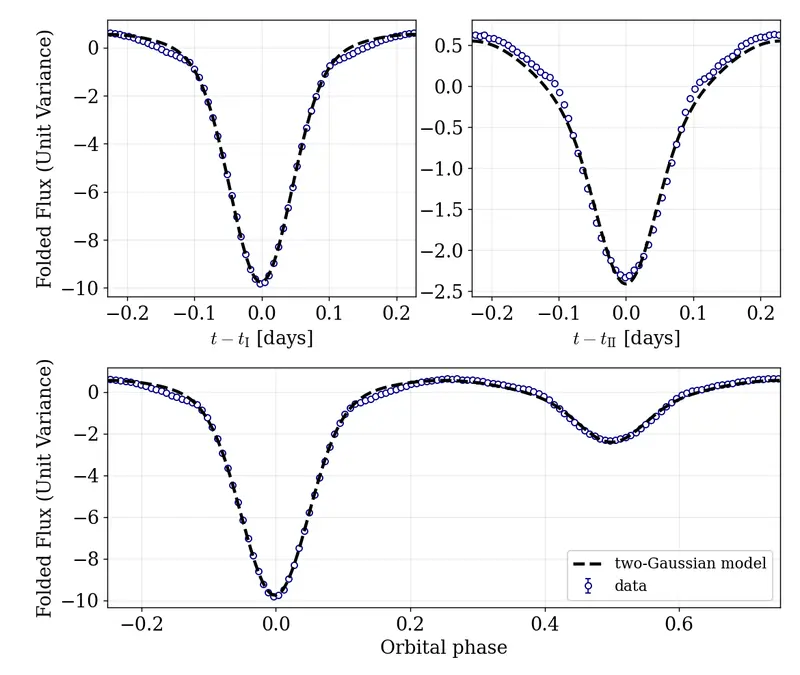 Folded Flux (Unit Variance)
0
−2
−4
−6
−8
−10
−0.2 −0.1 0.0 0.1 0.2
t − tI [days]
0.5
0.0
−0.5
−1.0
−1.5
−2.0
−2.5
−0.2 −0.1 0.0 0.1 0.2
t − tII [days]
Folded Flux (Unit Variance)
0
−2
−4
−6
−8
−10
−0.2 0.0 0.2 0.4 0.6
Orbital phase
two-Gaussian model
data